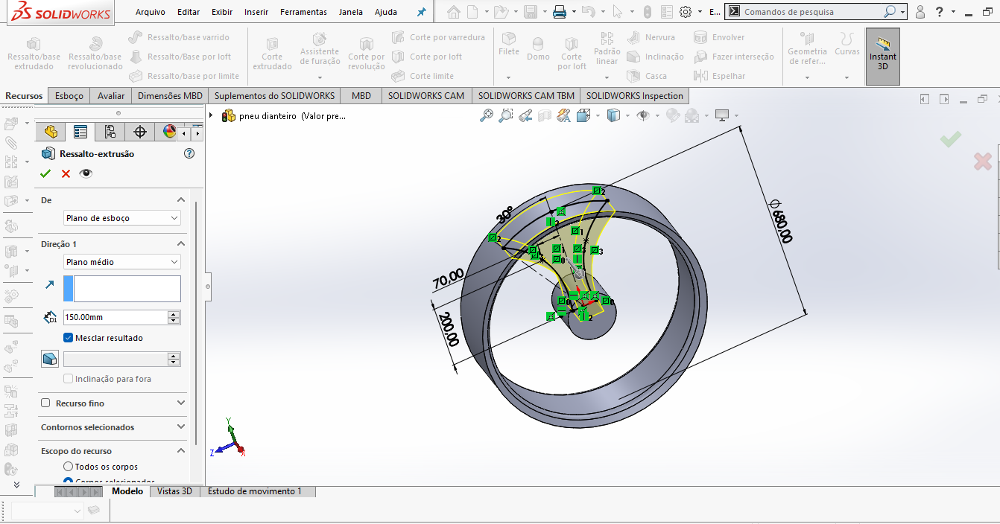 SOLIDWORKS
Arquivo Editar Exibir Inserir Ferramentas Janela Ajuda
E...
Comandos de pesquisa
?
Ressalto/base extrudado
Ressalto/base revolucionado
Ressalto/base varrido
Ressalto/Base por loft
Ressalto/base por limite
Corte extrudado
Assistente de furação
Corte por revolução
Corte por varredura
Corte por loft
Corte limite
Filete
Domo
Corte por loft
Padrão linear
Nervura
Inclinação
Casca
Envolver
Fazer interseção
Espelhar
Geometria de refer...
Curvas
Instant 3D
Recursos Esboço Avaliar Dimensões MBD Suplementos do SOLIDWORKS MBD SOLIDWORKS CAM SOLIDWORKS CAM TBM SOLIDWORKS Inspection
pneu dianteiro (Valor pre...
Ressalto-extrusão
?
De
Plano de esboço
Direção 1
Plano médio
D1
150.00mm
Mesclar resultado
Inclinação para fora
Recurso fino
Contornos selecionados
Escopo do recurso
Todos os corpos
Corpos selecionados
30°
70,00
200,00
Ø680,00
Y
Z
X
Modelo Vistas 3D Estudo de movimento 1